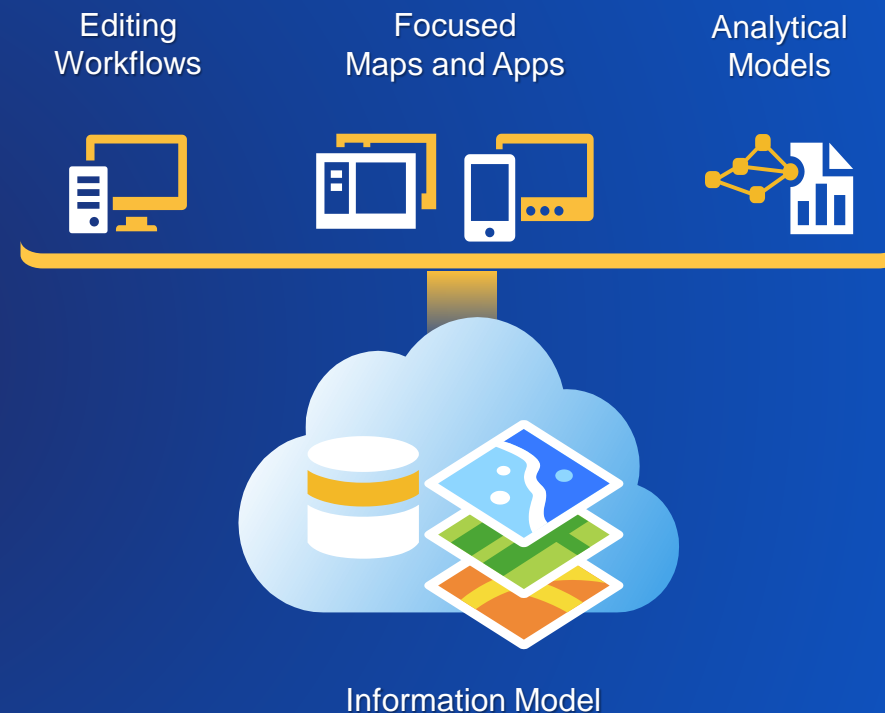 Editing
Workflows
Focused
Maps and Apps
Analytical
Models
Information Model